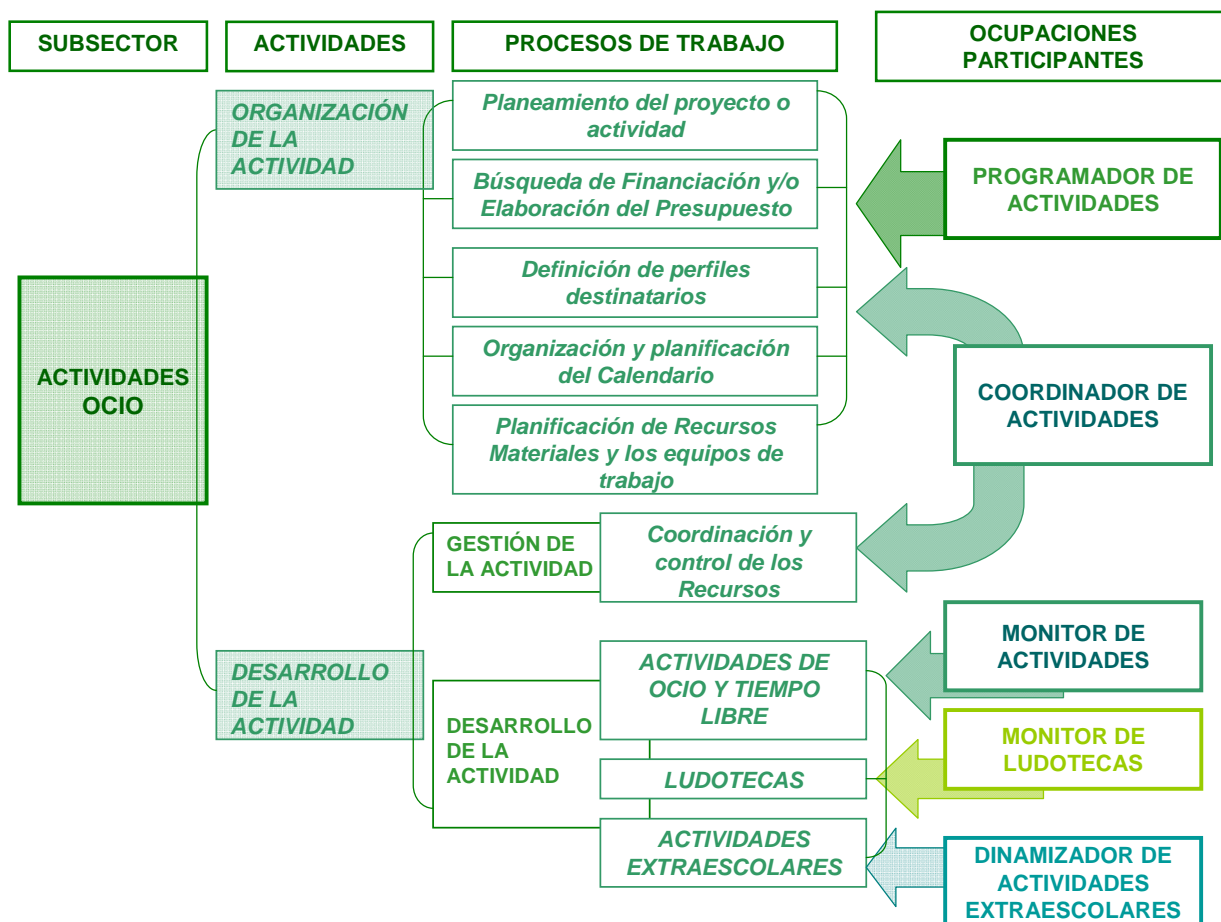 SUBSECTOR
ACTIVIDADES
PROCESOS DE TRABAJO
OCUPACIONES
PARTICIPANTES
ORGANIZACIÓN
DE LA
ACTIVIDAD
Planeamiento del proyecto o
actividad
Búsqueda de Financiación y/o
Elaboración del Presupuesto
PROGRAMADOR DE
ACTIVIDADES
Definición de perfiles
destinatarios
ACTIVIDADES
OCIO
Organización y planificación
del Calendario
COORDINADOR DE
ACTIVIDADES
Planificación de Recursos
Materiales y los equipos de
trabajo
GESTIÓN DE
LA ACTIVIDAD
Coordinación y
control de los
Recursos
DESARROLLO
DE LA
ACTIVIDAD
ACTIVIDADES DE
OCIO Y TIEMPO
LIBRE
MONITOR DE
ACTIVIDADES
DESARROLLO
DE LA
ACTIVIDAD
LUDOTECAS
MONITOR DE
LUDOTECAS
ACTIVIDADES
EXTRAESCOLARES
DINAMIZADOR DE
ACTIVIDADES
EXTRAESCOLARES